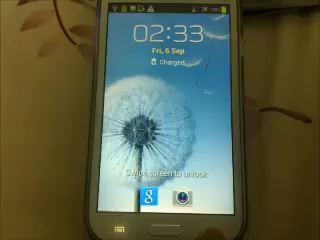 02:33
Fri, 6 Sep
Charged
Swipe screen to unlock
g